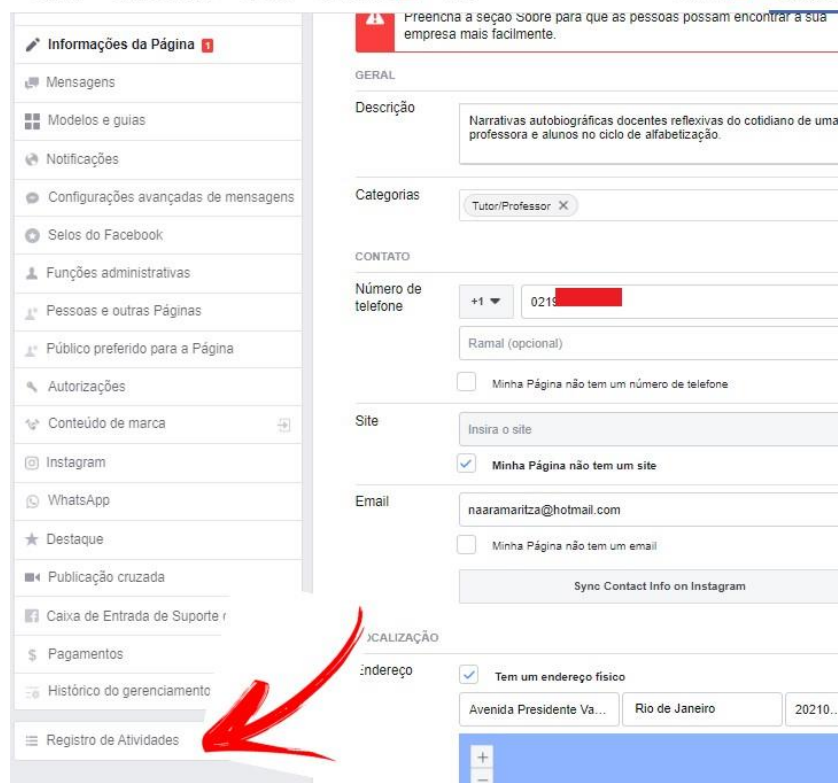 Preencha a seção Sobre para que as pessoas possam encontrar a sua
empresa mais facilmente.
Informações da Página 1
Mensagens
Modelos e guias
Notificações
Configurações avançadas de mensagens
Selos do Facebook
Funções administrativas
Pessoas e outras Páginas
Público preferido para a Página
Autorizações
Conteúdo de marca
Instagram
WhatsApp
Destaque
Publicação cruzada
Caixa de Entrada de Suporte
Pagamentos
Histórico do gerenciamento
Registro de Atividades
GERAL
Descrição
Narrativas autobiográficas docentes reflexivas do cotidiano de uma
professora e alunos no ciclo de alfabetização.
Categorias
Tutor/Professor X
CONTATO
Número de
telefone
+1
0219
Ramal (opcional)
Minha Página não tem um número de telefone
Site
Insira o site
Minha Página não tem um site
Email
naaramaritza@hotmail.com
Minha Página não tem um email
Sync Contact Info on Instagram
OCALIZAÇÃO
Endereço
Tem um endereço físico
Avenida Presidente Va...
Rio de Janeiro
20210...
+
−